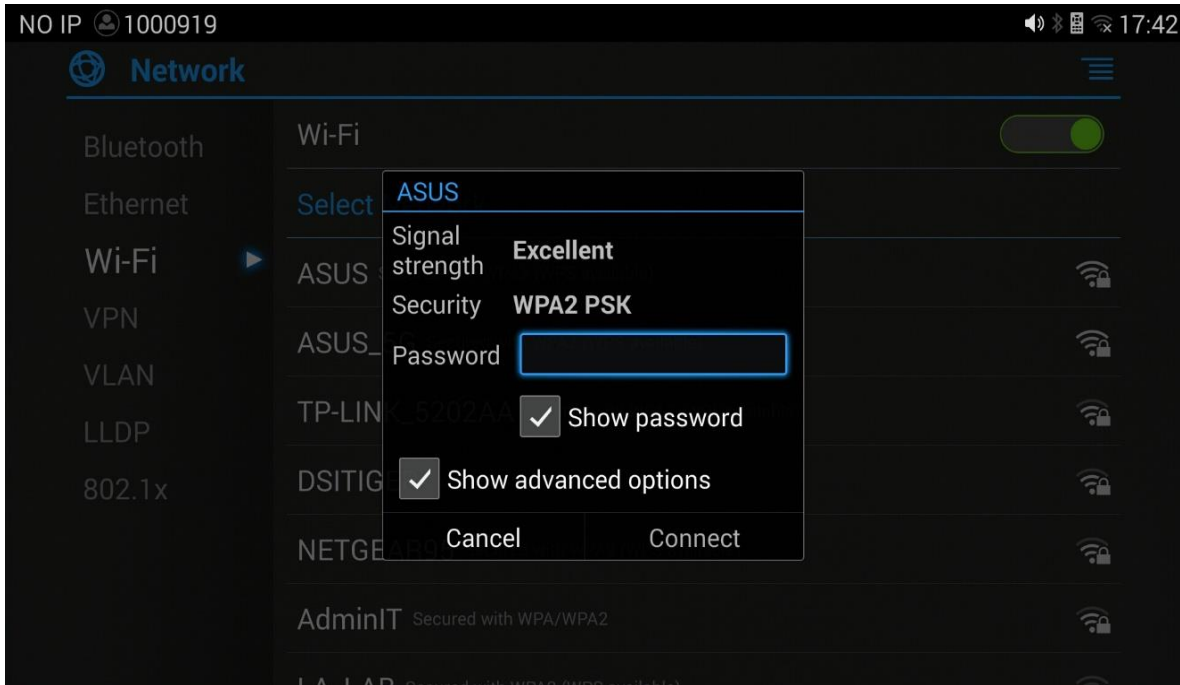 NO IP 1000919 17:42
Network
Bluetooth
Ethernet
Wi-Fi
VPN
VLAN
LLDP
802.1x
Wi-Fi
Select
ASUS
ASUS_
TP-LINK_5202AA
DSITIG
NETGEAR95
AdminIT Secured with WPA/WPA2
ASUS
Signal strength Excellent
Security WPA2 PSK
Password
Show password
Show advanced options
Cancel Connect